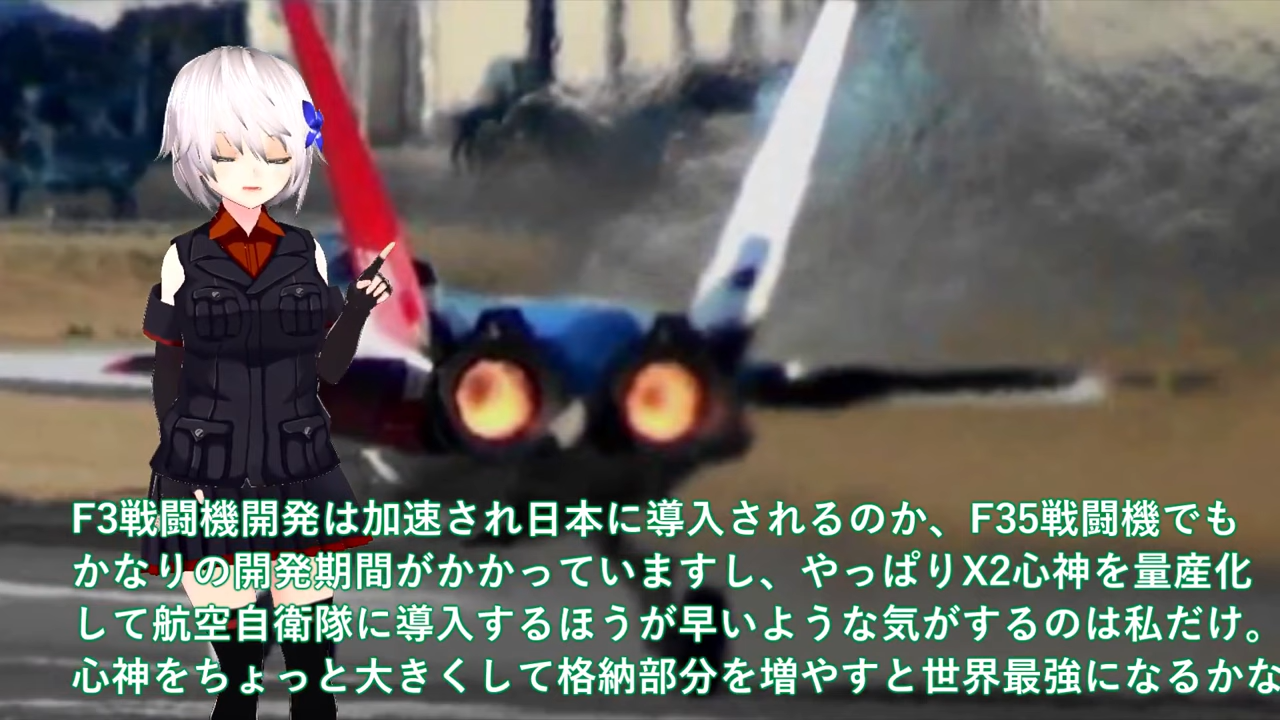 F3戦闘機開発は加速され日本に導入されるのか、F35戦闘機でも
かなりの開発期間がかかっていますし、やっぱりX2心神を量産化
して航空自衛隊に導入するほうが早いような気がするのは私だけ。
心神をちょっと大きくして格納部分を増やすと世界最強になるかな